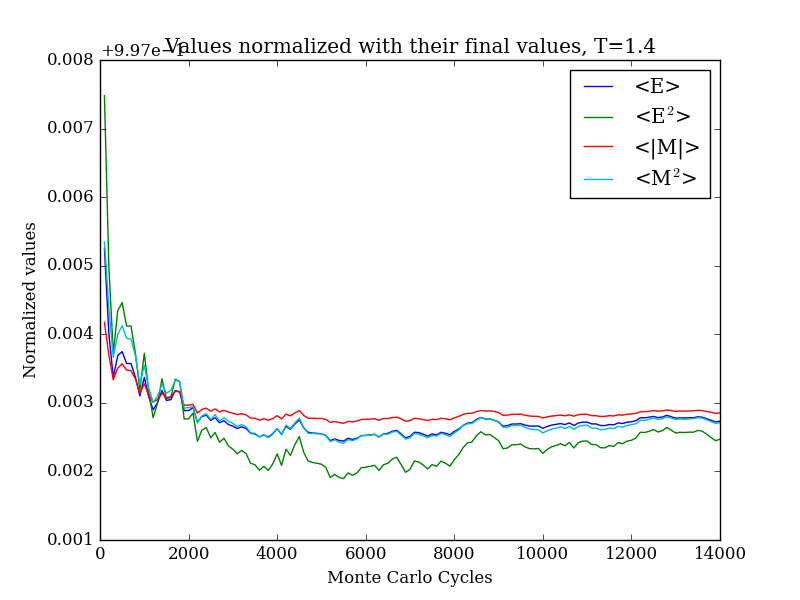 Values normalized with their final values, T=1.4
+9.97e−1
0.008
0.007
0.006
0.005
0.004
0.003
0.002
0.001
Normalized values
<E>
<E²>
<|M|>
<M²>
0 2000 4000 6000 8000 10000 12000 14000
Monte Carlo Cycles